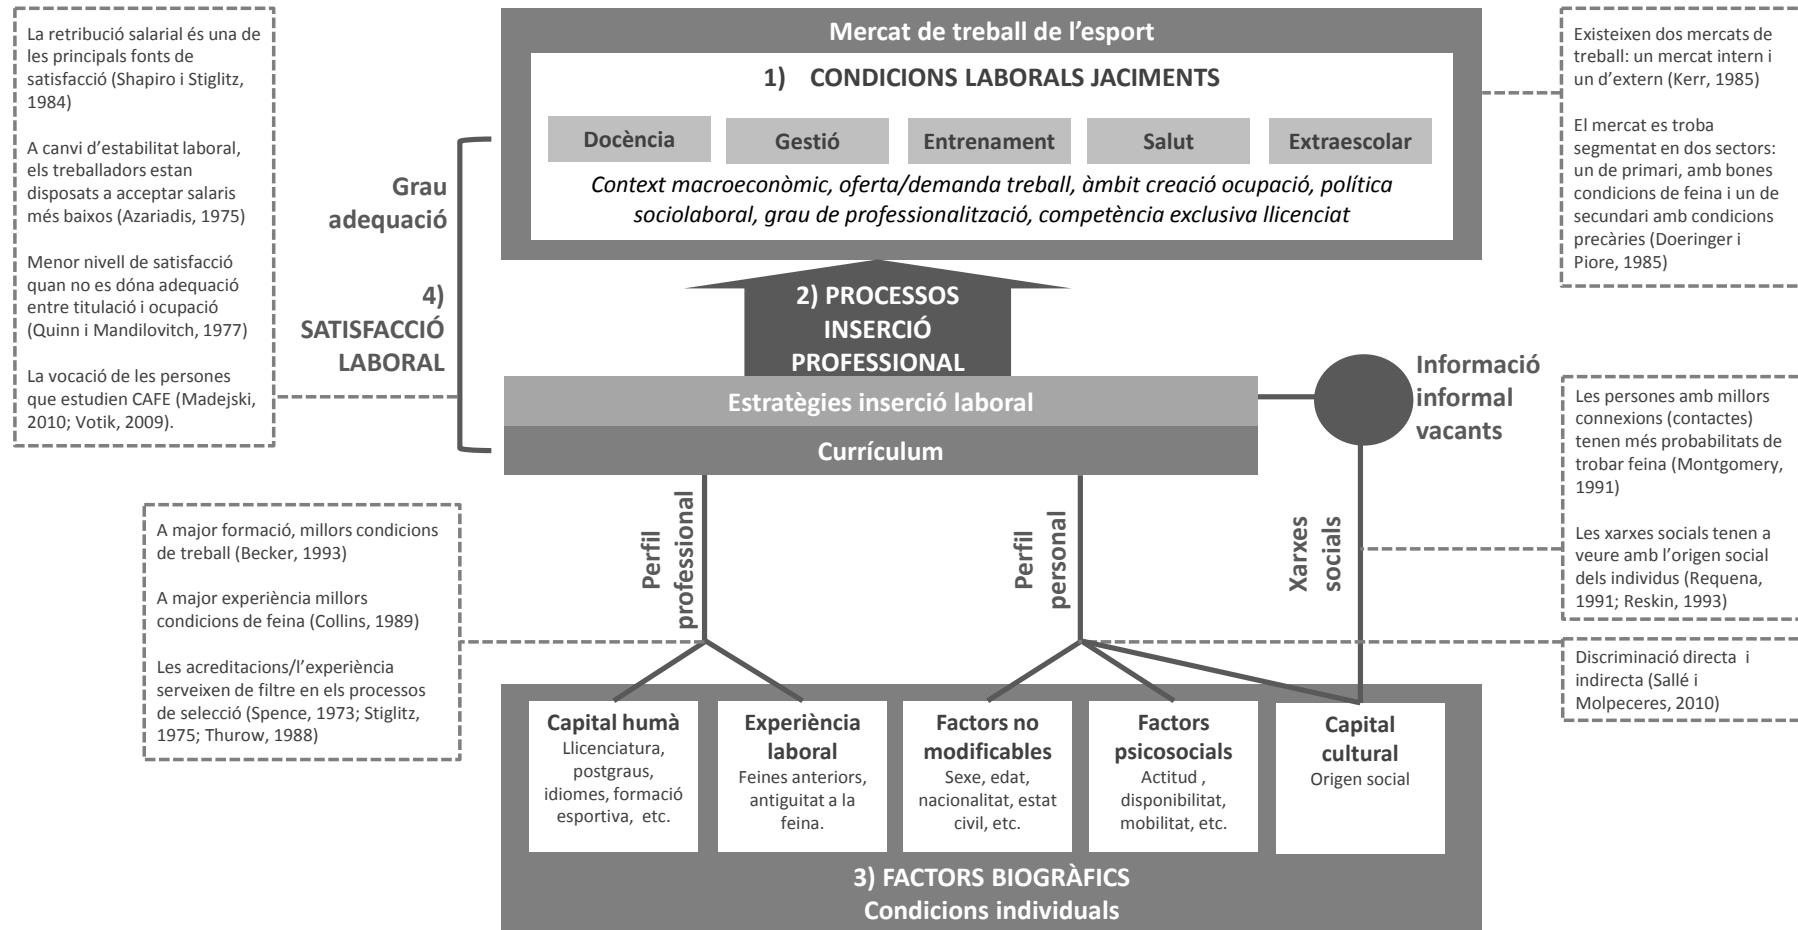 La retribució salarial és una de
les principals fonts de
satisfacció (Shapiro i Stiglitz,
1984)
A canvi d'estabilitat laboral,
els treballadors estan
disposats a acceptar salaris
més baixos (Azariadis, 1975)
Menor nivell de satisfacció
quan no es dóna adequació
entre titulació i ocupació
(Quinn i Mandilovitch, 1977)
La vocació de les persones
que estudien CAFE (Madejski,
2010; Votik, 2009).
Grau
adequació
4)
SATISFACCIÓ
LABORAL
Mercat de treball de l'esport
1) CONDICIONS LABORALS JACIMENTS
Docència
Gestió
Entrenament
Salut
Extraescolar
Context macroeconòmic, oferta/demanda treball, àmbit creació ocupació, política
sociolaboral, grau de professionalització, competència exclusiva llicenciat
Existeixen dos mercats de
treball: un mercat intern i
un d'extern (Kerr, 1985)
El mercat es troba
segmentat en dos sectors:
un de primari, amb bones
condicions de feina i un de
secundari amb condicions
precàries (Doeringer i
Piore, 1985)
2) PROCESSOS
INSERCIÓ
PROFESSIONAL
Estratègies inserció laboral
Currículum
Informació
informal
vacants
Les persones amb millors
connexions (contactes)
tenen més probabilitats de
trobar feina (Montgomery,
1991)
Les xarxes socials tenen a
veure amb l'origen social
dels individus (Requena,
1991; Reskin, 1993)
A major formació, millors condicions
de treball (Becker, 1993)
A major experiència millors
condicions de feina (Collins, 1989)
Les acreditacions/l'experiència
serveixen de filtre en els processos
de selecció (Spence, 1973; Stiglitz,
1975; Thurow, 1988)
Perfil
professional
Perfil
personal
Xarxes
socials
Discriminació directa i
indirecta (Sallé i
Molpeceres, 2010)
Capital humà
Llicenciatura,
postgraus,
idiomes, formació
esportiva, etc.
Experiència
laboral
Feines anteriors,
antiguitat a la
feina.
Factors no
modificables
Sexe, edat,
nacionalitat, estat
civil, etc.
Factors
psicosocials
Actitud ,
disponibilitat,
mobilitat, etc.
Capital
cultural
Origen social
3) FACTORS BIOGRÀFICS
Condicions individuals